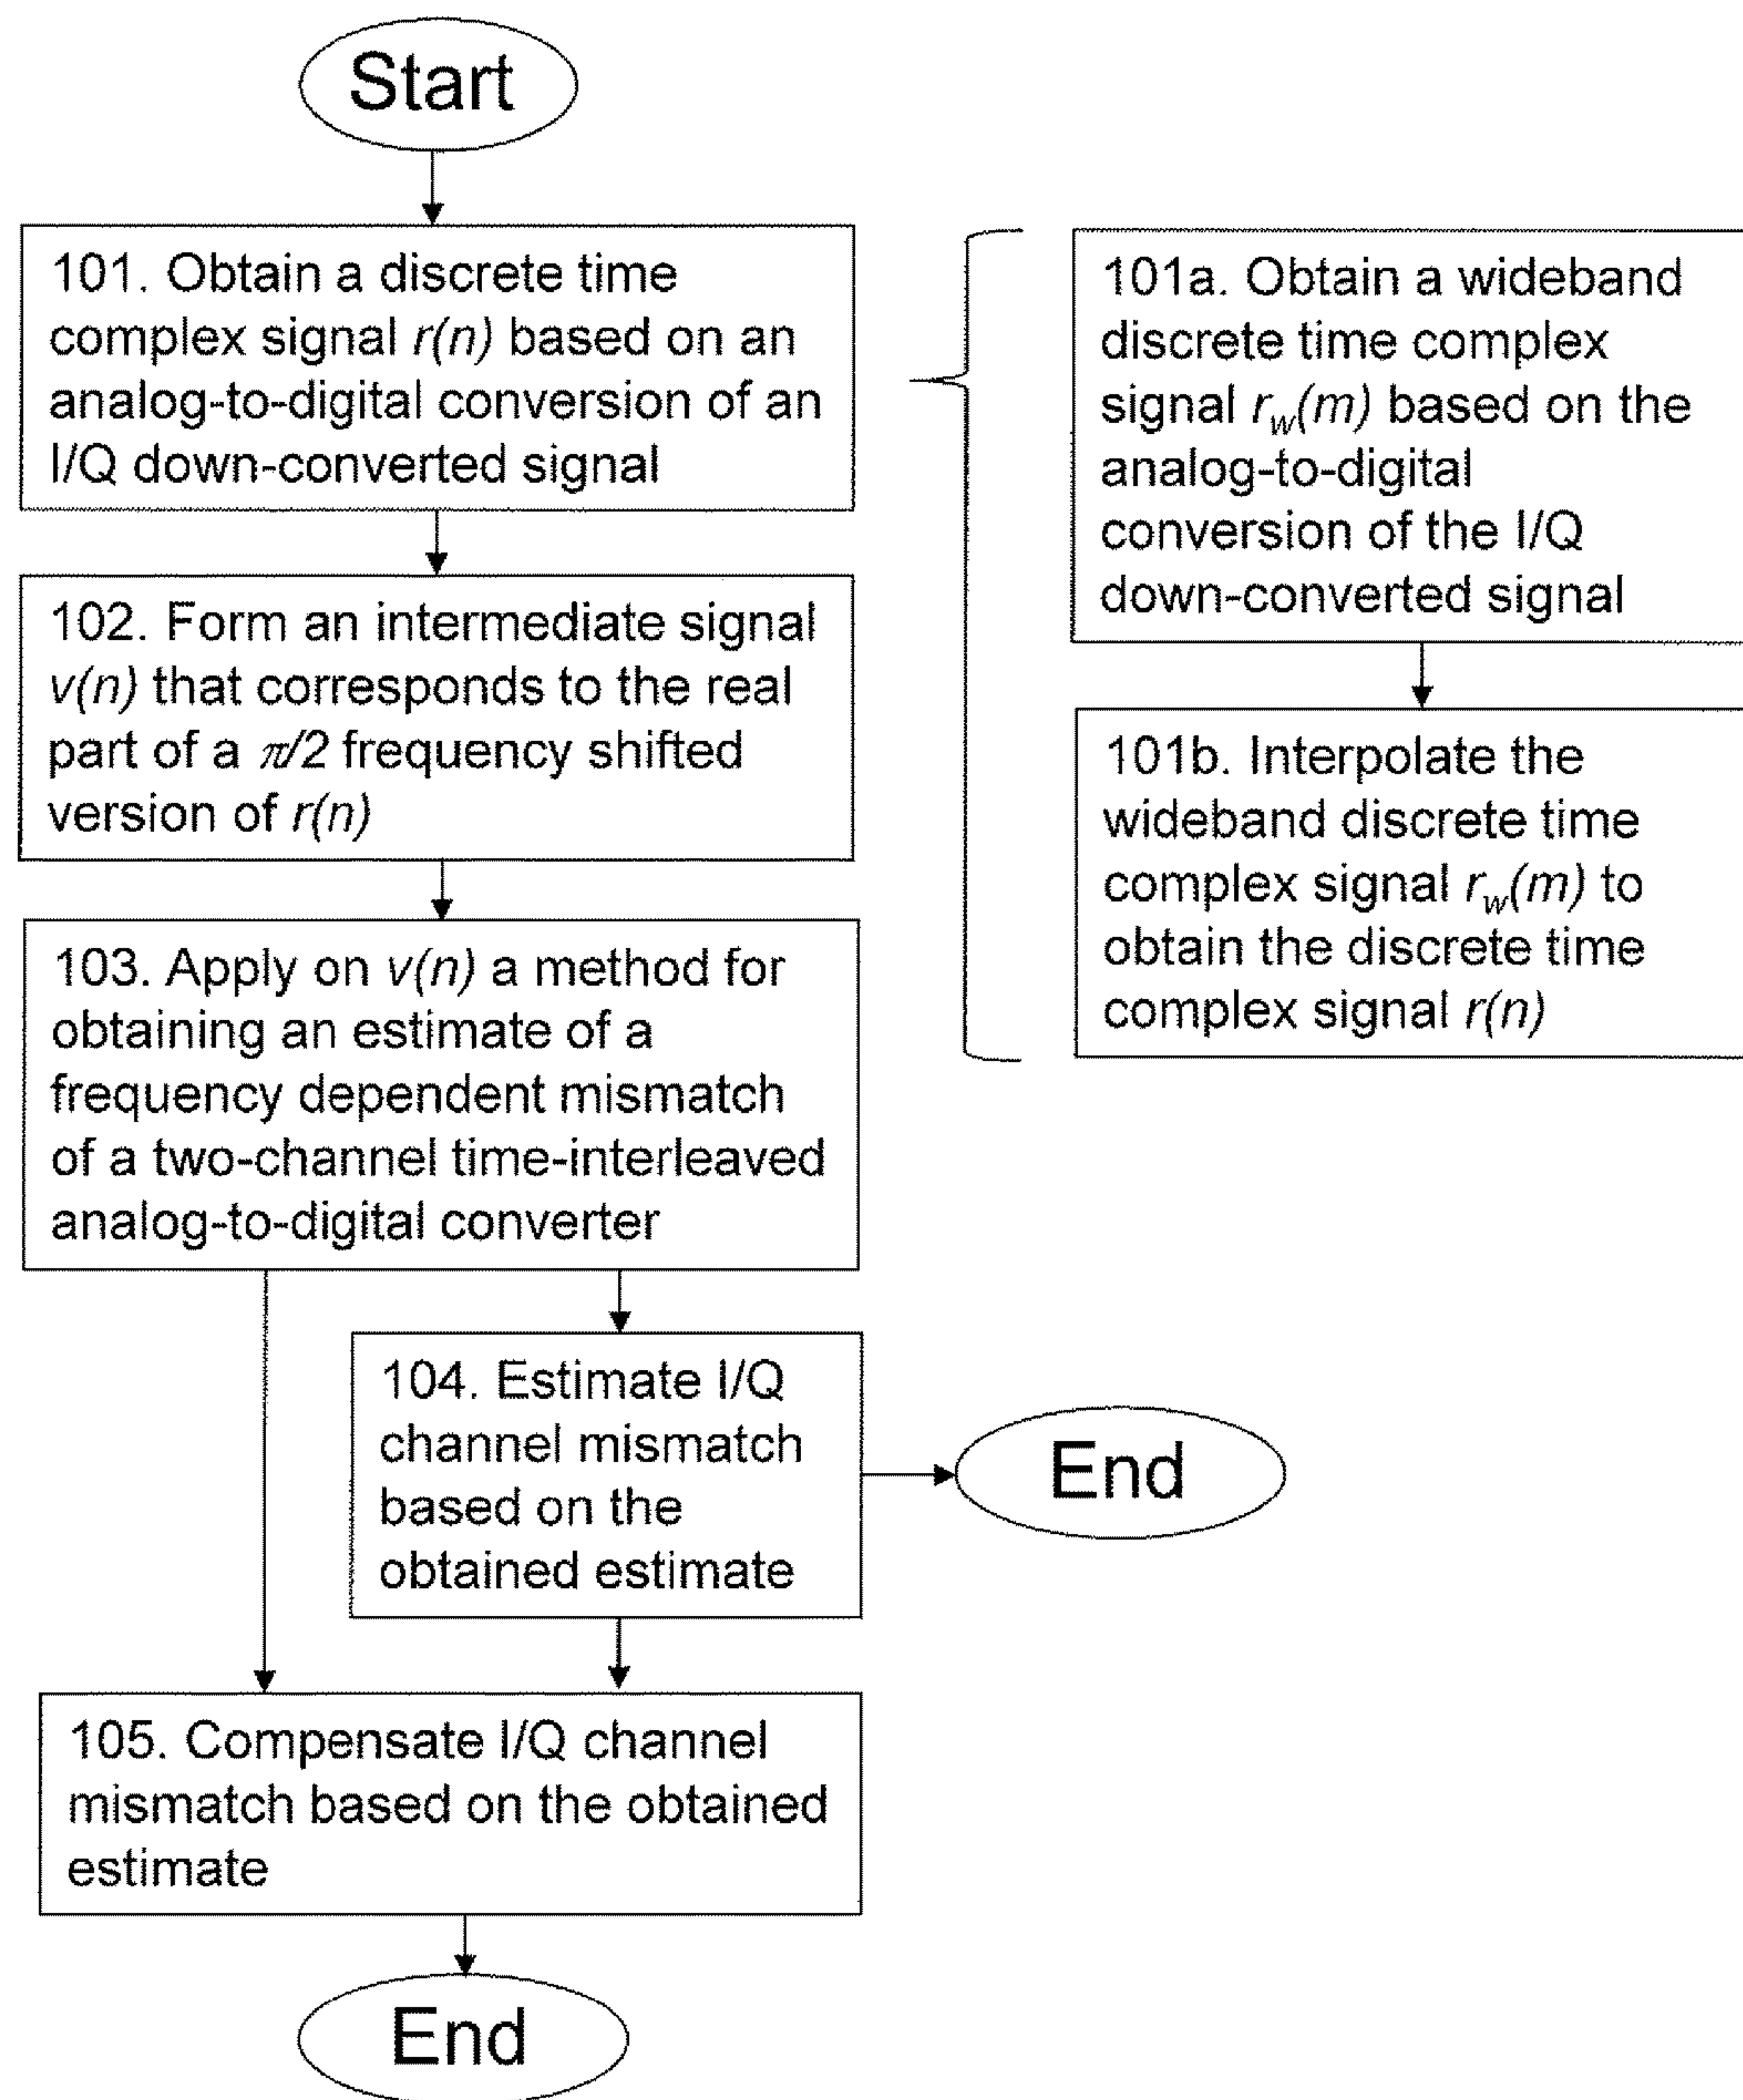 Start
101. Obtain a discrete time
complex signal r(n) based on an
analog-to-digital conversion of an
I/Q down-converted signal
101a. Obtain a wideband
discrete time complex
signal rw(m) based on the
analog-to-digital
conversion of the I/Q
down-converted signal
102. Form an intermediate signal
v(n) that corresponds to the real
part of a π/2 frequency shifted
version of r(n)
101b. Interpolate the
wideband discrete time
complex signal rw(m) to
obtain the discrete time
complex signal r(n)
103. Apply on v(n) a method for
obtaining an estimate of a
frequency dependent mismatch
of a two-channel time-interleaved
analog-to-digital converter
104. Estimate I/Q
channel mismatch
based on the
obtained estimate
End
105. Compensate I/Q channel
mismatch based on the obtained
estimate
End